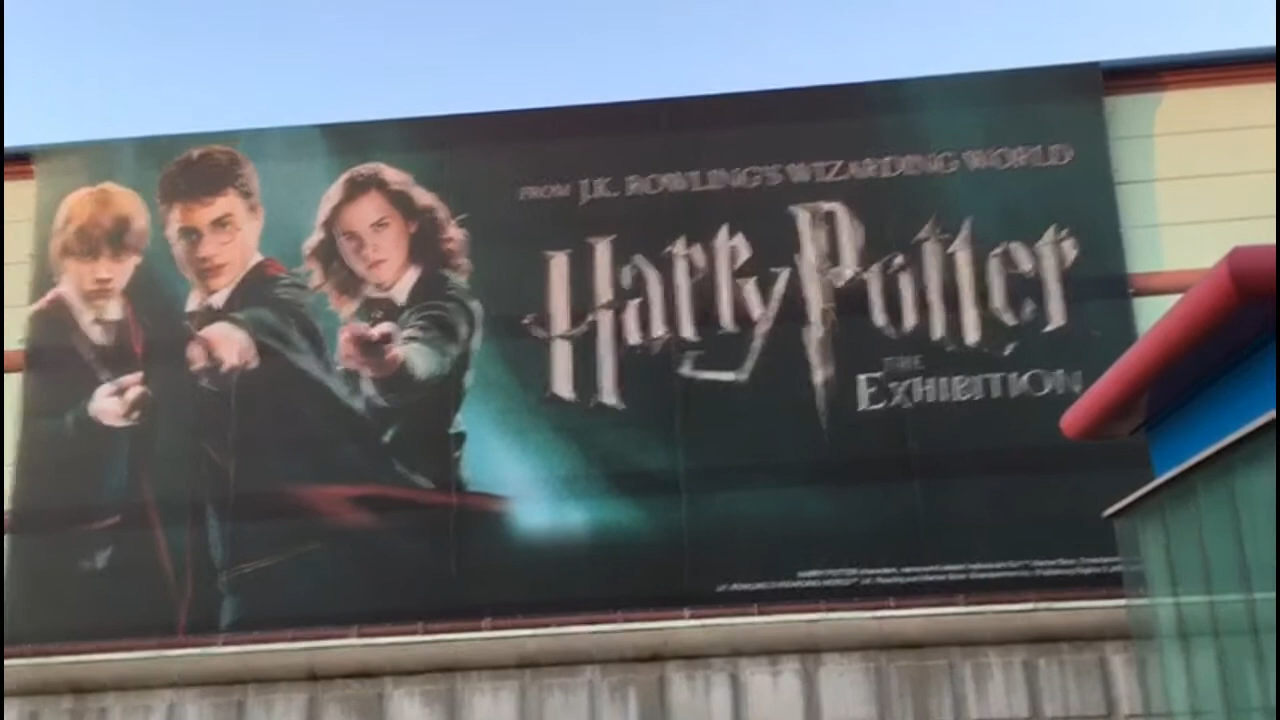 FROM J.K. ROWLING'S WIZARDING WORLD
Harry Potter
THE
EXHIBITION